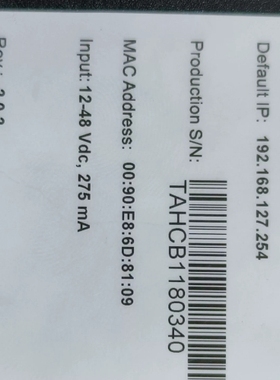 Default IP: 192.168.127.254
Production S/N:
TAHCB1180340
MAC Address: 00:90:E8:6D:81:09
Input: 12-48 Vdc, 275 mA